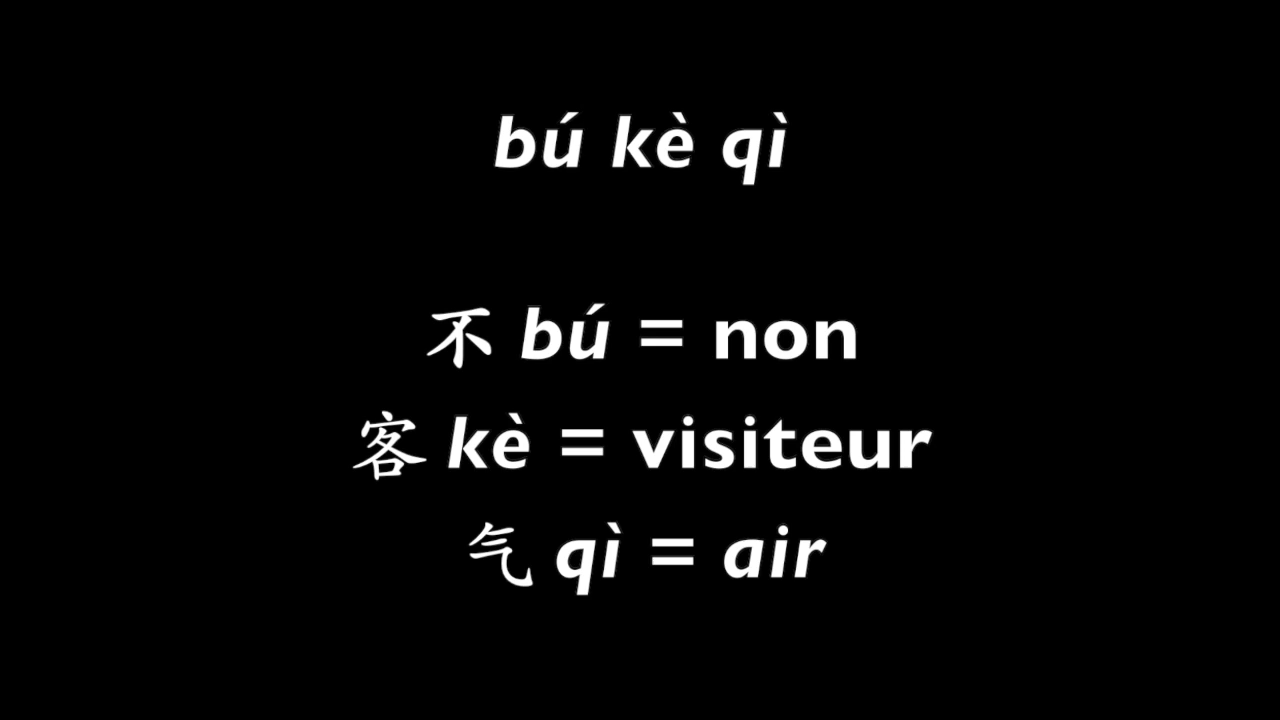 bú kè qì
不 bú = non
客 kè = visiteur
气 qì = air